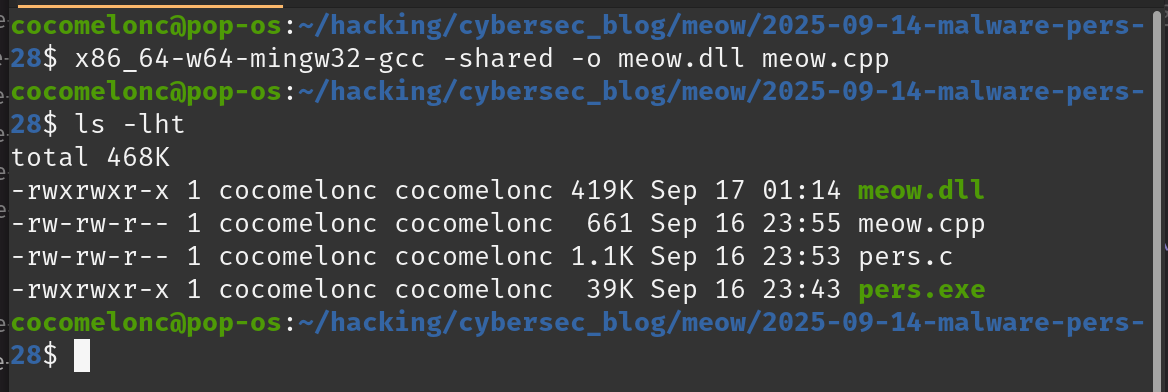 cocomelonc@pop-os:~/hacking/cybersec_blog/meow/2025-09-14-malware-pers-
28$ x86_64-w64-mingw32-gcc -shared -o meow.dll meow.cpp
cocomelonc@pop-os:~/hacking/cybersec_blog/meow/2025-09-14-malware-pers-
28$ ls -lht
total 468K
-rwxrwxr-x 1 cocomelonc cocomelonc 419K Sep 17 01:14 meow.dll
-rw-rw-r-- 1 cocomelonc cocomelonc  661 Sep 16 23:55 meow.cpp
-rw-rw-r-- 1 cocomelonc cocomelonc 1.1K Sep 16 23:53 pers.c
-rwxrwxr-x 1 cocomelonc cocomelonc  39K Sep 16 23:43 pers.exe
cocomelonc@pop-os:~/hacking/cybersec_blog/meow/2025-09-14-malware-pers-
28$